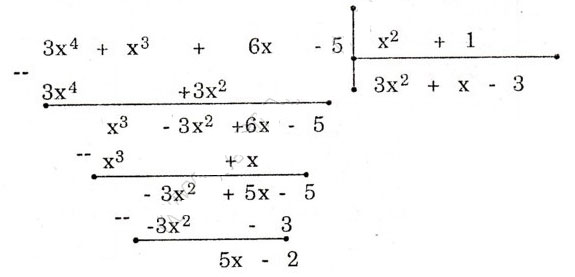 3x⁴ + x³ + 6x - 5 | x² + 1
-- 3x⁴ +3x² | 3x² + x - 3
x³ - 3x² +6x - 5
-- x³ + x
- 3x² + 5x - 5
-- -3x² - 3
5x - 2